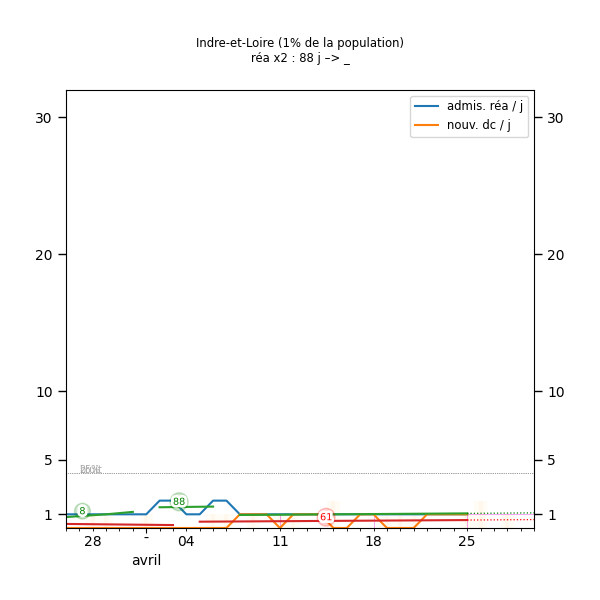 Indre-et-Loire (1% de la population)
réa x2 : 88 j –> _
admis. réa / j
nouv. dc / j
30 30
20 20
10 10
5 5
1 1
8
88
61
28 - 04 11 18 25
avril